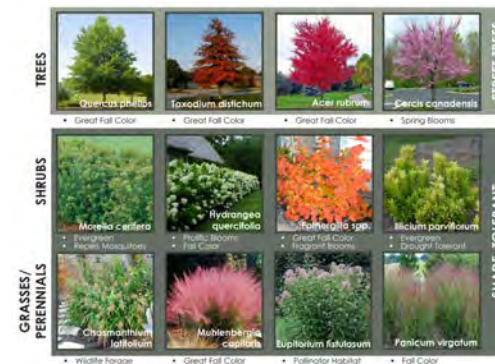 TREES
Quercus phellos
Taxodium distichum
Acer rubrum
Cercis canadensis
• Great Fall Color
• Great Fall Color
• Great Fall Color
• Spring Blooms
SHRUBS
Morella cerifera
Hydrangea
quercifolia
Fothergilla spp.
Illicium parviflorum
• Evergreen
• Repels Mosquitoes
• Prolific Blooms
• Fall Color
• Great Fall Color
• Fragrant Blooms
• Evergreen
• Drought Tolerant
GRASSES/
PERENNIALS
Chasmanthium
latifolium
Muhlenbergia
capilaris
Eupitorium fistulosum
Panicum virgatum
• Wildlife Forage
• Great Fall Color
• Pollinator Habitat
• Fall Color